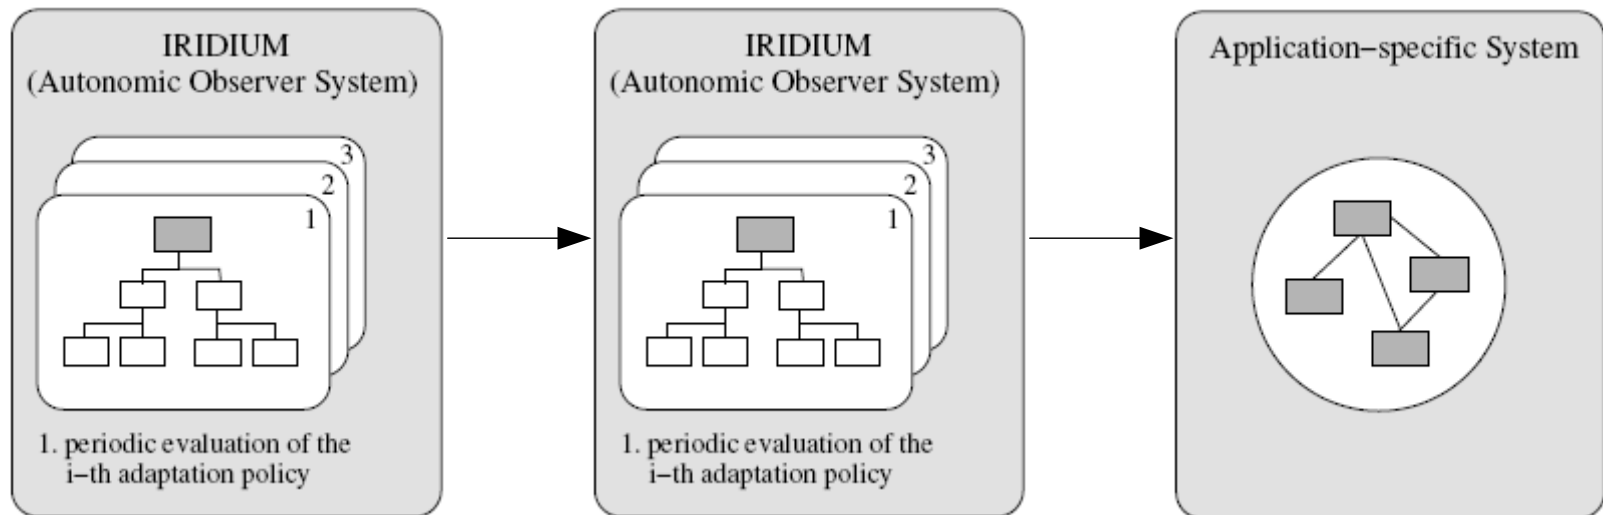 IRIDIUM
(Autonomic Observer System)
3
2
1
1. periodic evaluation of the
i−th adaptation policy
IRIDIUM
(Autonomic Observer System)
3
2
1
1. periodic evaluation of the
i−th adaptation policy
Application−specific System